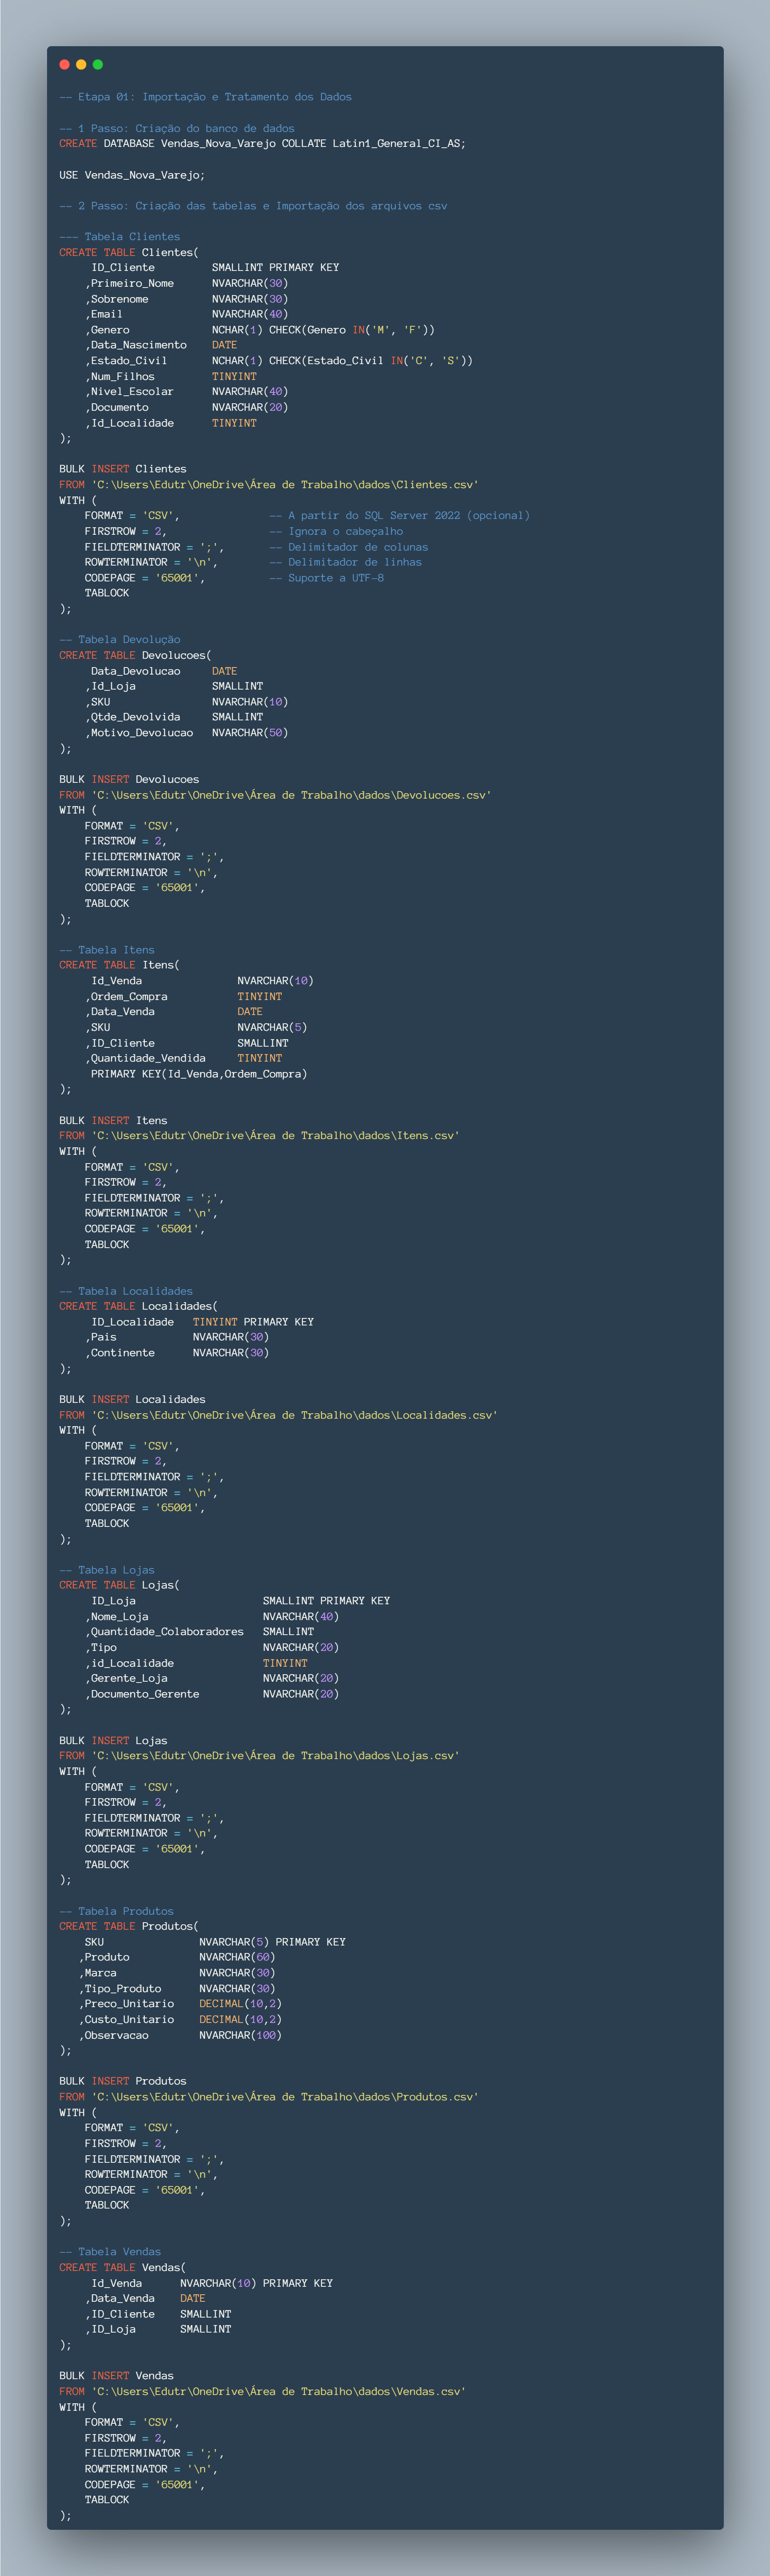 -- Etapa 01: Importação e Tratamento dos Dados
-- 1 Passo: Criação do banco de dados
CREATE DATABASE Vendas_Nova_Varejo COLLATE Latin1_General_CI_AS;
USE Vendas_Nova_Varejo;
-- 2 Passo: Criação das tabelas e Importação dos arquivos csv
--- Tabela Clientes
CREATE TABLE Clientes(
ID_Cliente SMALLINT PRIMARY KEY
,Primeiro_Nome NVARCHAR(30)
,Sobrenome NVARCHAR(30)
,Email NVARCHAR(40)
,Genero NCHAR(1) CHECK(Genero IN('M', 'F'))
,Data_Nascimento DATE
,Estado_Civil NCHAR(1) CHECK(Estado_Civil IN('C', 'S'))
,Num_Filhos TINYINT
,Nivel_Escolar NVARCHAR(40)
,Documento NVARCHAR(20)
,Id_Localidade TINYINT
);
BULK INSERT Clientes
FROM 'C:\Users\Edutr\OneDrive\Área de Trabalho\dados\Clientes.csv'
WITH (
FORMAT = 'CSV', -- A partir do SQL Server 2022 (opcional)
FIRSTROW = 2, -- Ignora o cabeçalho
FIELDTERMINATOR = ';', -- Delimitador de colunas
ROWTERMINATOR = '\n', -- Delimitador de linhas
CODEPAGE = '65001', -- Suporte a UTF-8
TABLOCK
);
-- Tabela Devolução
CREATE TABLE Devolucoes(
Data_Devolucao DATE
,Id_Loja SMALLINT
,SKU NVARCHAR(10)
,Qtde_Devolvida SMALLINT
,Motivo_Devolucao NVARCHAR(50)
);
BULK INSERT Devolucoes
FROM 'C:\Users\Edutr\OneDrive\Área de Trabalho\dados\Devolucoes.csv'
WITH (
FORMAT = 'CSV',
FIRSTROW = 2,
FIELDTERMINATOR = ';',
ROWTERMINATOR = '\n',
CODEPAGE = '65001',
TABLOCK
);
-- Tabela Itens
CREATE TABLE Itens(
Id_Venda NVARCHAR(10)
,Ordem_Compra TINYINT
,Data_Venda DATE
,SKU NVARCHAR(5)
,ID_Cliente SMALLINT
,Quantidade_Vendida TINYINT
PRIMARY KEY(Id_Venda,Ordem_Compra)
);
BULK INSERT Itens
FROM 'C:\Users\Edutr\OneDrive\Área de Trabalho\dados\Itens.csv'
WITH (
FORMAT = 'CSV',
FIRSTROW = 2,
FIELDTERMINATOR = ';',
ROWTERMINATOR = '\n',
CODEPAGE = '65001',
TABLOCK
);
-- Tabela Localidades
CREATE TABLE Localidades(
ID_Localidade TINYINT PRIMARY KEY
,Pais NVARCHAR(30)
,Continente NVARCHAR(30)
);
BULK INSERT Localidades
FROM 'C:\Users\Edutr\OneDrive\Área de Trabalho\dados\Localidades.csv'
WITH (
FORMAT = 'CSV',
FIRSTROW = 2,
FIELDTERMINATOR = ';',
ROWTERMINATOR = '\n',
CODEPAGE = '65001',
TABLOCK
);
-- Tabela Lojas
CREATE TABLE Lojas(
ID_Loja SMALLINT PRIMARY KEY
,Nome_Loja NVARCHAR(40)
,Quantidade_Colaboradores SMALLINT
,Tipo NVARCHAR(20)
,id_Localidade TINYINT
,Gerente_Loja NVARCHAR(20)
,Documento_Gerente NVARCHAR(20)
);
BULK INSERT Lojas
FROM 'C:\Users\Edutr\OneDrive\Área de Trabalho\dados\Lojas.csv'
WITH (
FORMAT = 'CSV',
FIRSTROW = 2,
FIELDTERMINATOR = ';',
ROWTERMINATOR = '\n',
CODEPAGE = '65001',
TABLOCK
);
-- Tabela Produtos
CREATE TABLE Produtos(
SKU NVARCHAR(5) PRIMARY KEY
,Produto NVARCHAR(60)
,Marca NVARCHAR(30)
,Tipo_Produto NVARCHAR(30)
,Preco_Unitario DECIMAL(10,2)
,Custo_Unitario DECIMAL(10,2)
,Observacao NVARCHAR(100)
);
BULK INSERT Produtos
FROM 'C:\Users\Edutr\OneDrive\Área de Trabalho\dados\Produtos.csv'
WITH (
FORMAT = 'CSV',
FIRSTROW = 2,
FIELDTERMINATOR = ';',
ROWTERMINATOR = '\n',
CODEPAGE = '65001',
TABLOCK
);
-- Tabela Vendas
CREATE TABLE Vendas(
Id_Venda NVARCHAR(10) PRIMARY KEY
,Data_Venda DATE
,ID_Cliente SMALLINT
,ID_Loja SMALLINT
);
BULK INSERT Vendas
FROM 'C:\Users\Edutr\OneDrive\Área de Trabalho\dados\Vendas.csv'
WITH (
FORMAT = 'CSV',
FIRSTROW = 2,
FIELDTERMINATOR = ';',
ROWTERMINATOR = '\n',
CODEPAGE = '65001',
TABLOCK
);